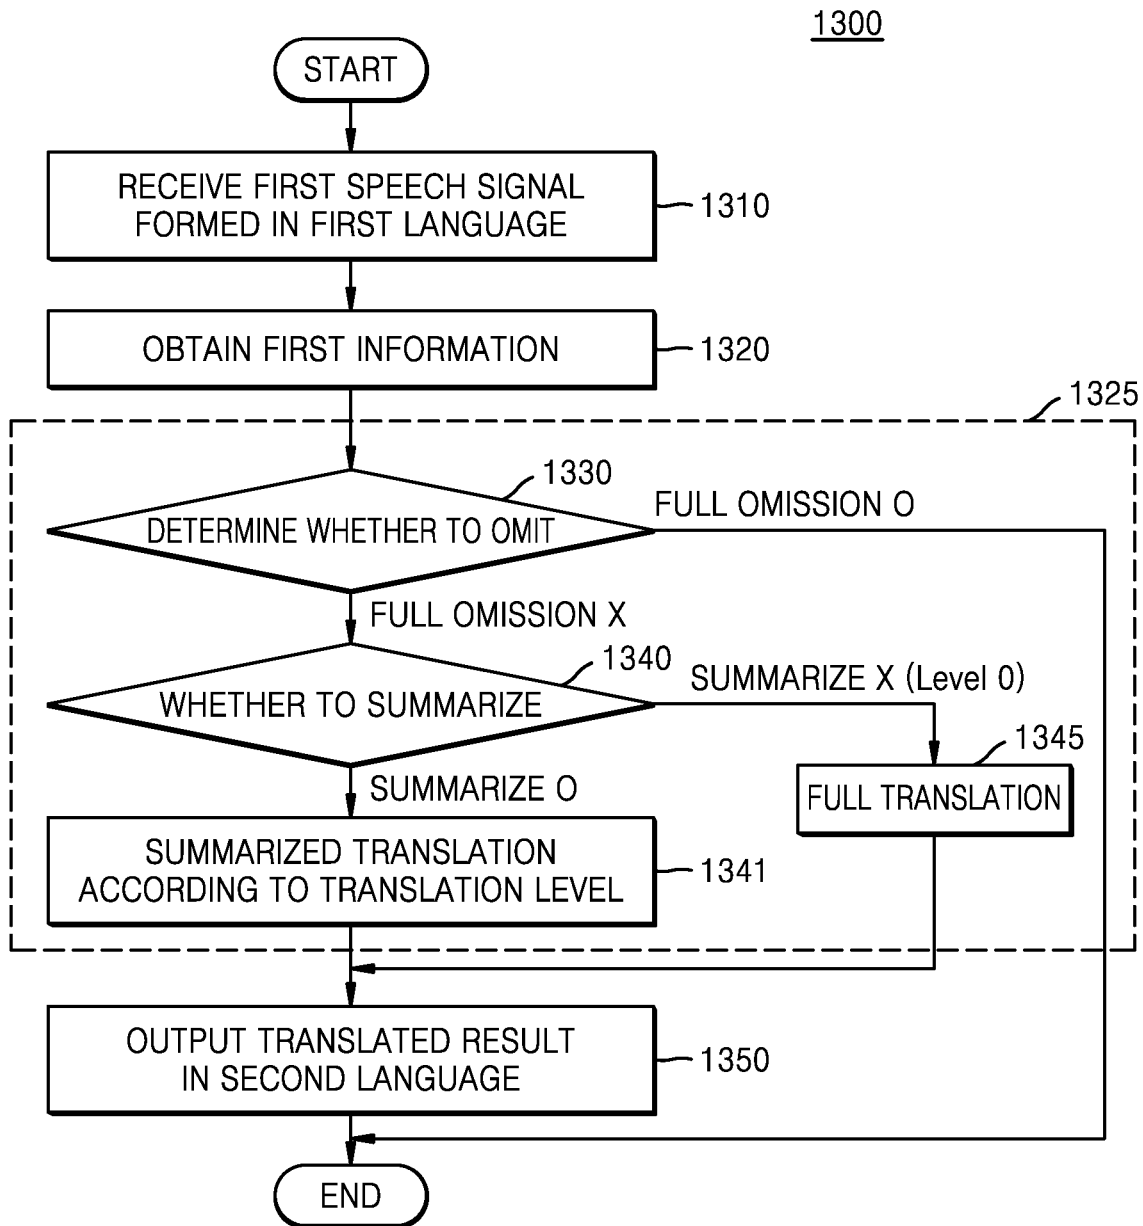 1300
START
RECEIVE FIRST SPEECH SIGNAL
FORMED IN FIRST LANGUAGE
1310
OBTAIN FIRST INFORMATION
1320
1325
1330
DETERMINE WHETHER TO OMIT
FULL OMISSION O
FULL OMISSION X
1340
WHETHER TO SUMMARIZE
SUMMARIZE X (Level 0)
1345
FULL TRANSLATION
SUMMARIZE O
SUMMARIZED TRANSLATION
ACCORDING TO TRANSLATION LEVEL
1341
OUTPUT TRANSLATED RESULT
IN SECOND LANGUAGE
1350
END